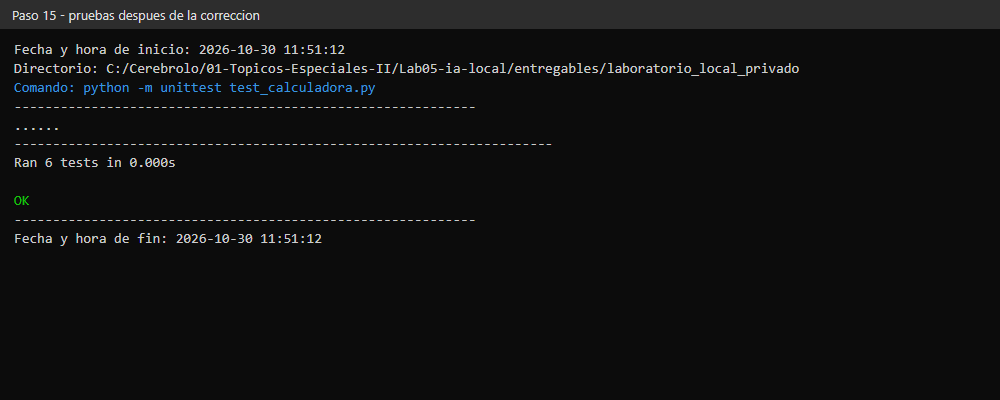 Paso 15 - pruebas despues de la correccion
Fecha y hora de inicio: 2026-10-30 11:51:12
Directorio: C:/Cerebrolo/01-Topicos-Especiales-II/Lab05-ia-local/entregables/laboratorio_local_privado
Comando: python -m unittest test_calculadora.py
------------------------------------------------------------
......
----------------------------------------------------------------------
Ran 6 tests in 0.000s
OK
------------------------------------------------------------
Fecha y hora de fin: 2026-10-30 11:51:12